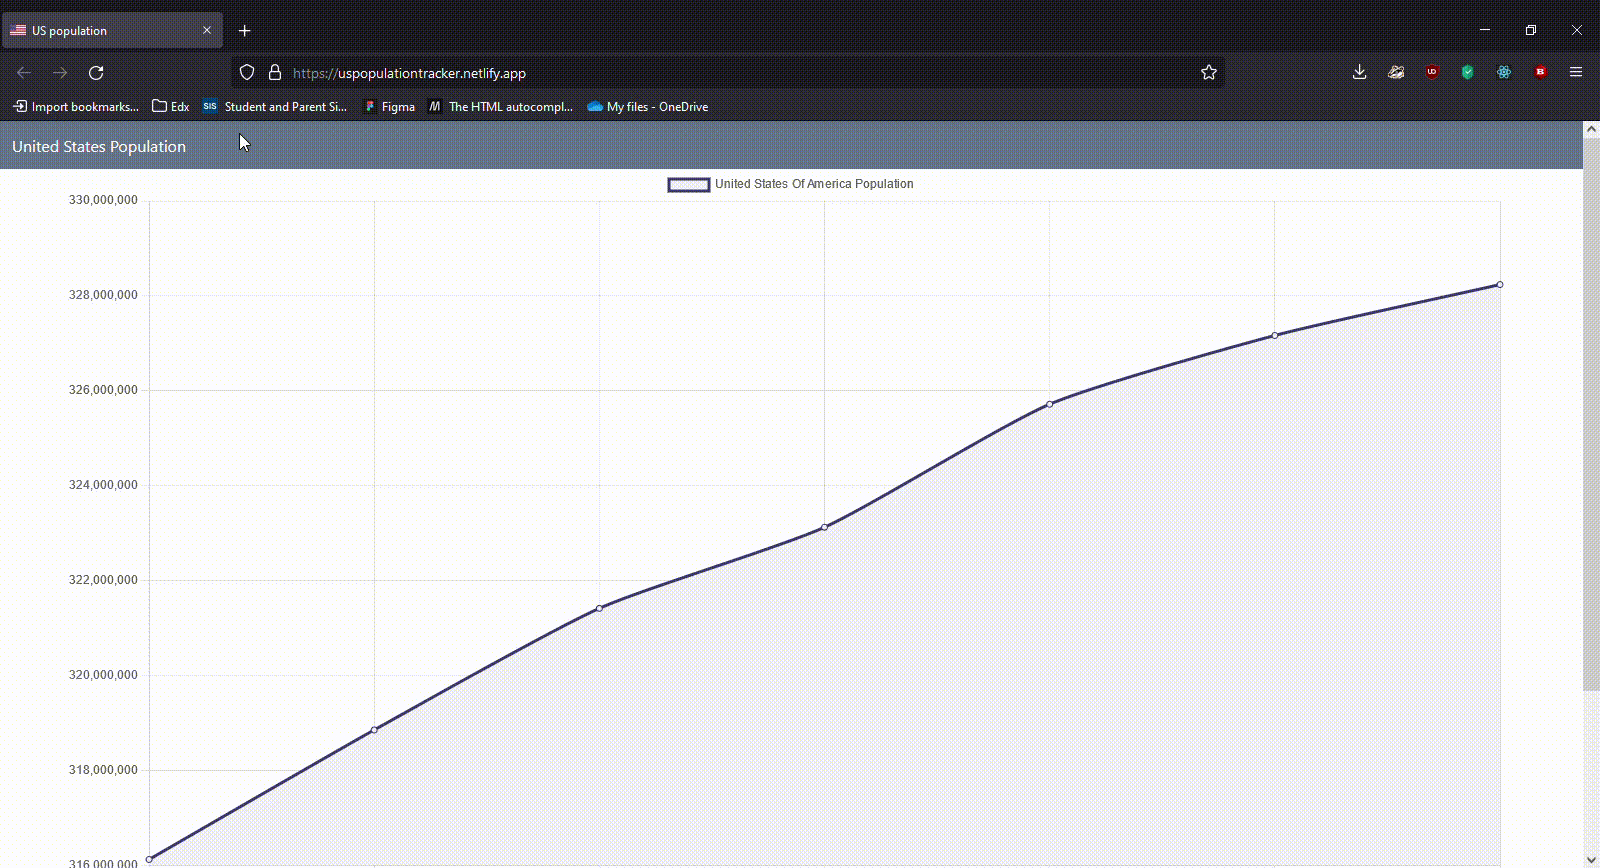 US population
https://uspopulationtracker.netlify.app
Import bookmarks...
Edx
SIS
Student and Parent Si...
Figma
The HTML autocompl...
My files - OneDrive
United States Population
United States Of America Population
330,000,000
328,000,000
326,000,000
324,000,000
322,000,000
320,000,000
318,000,000
316,000,000